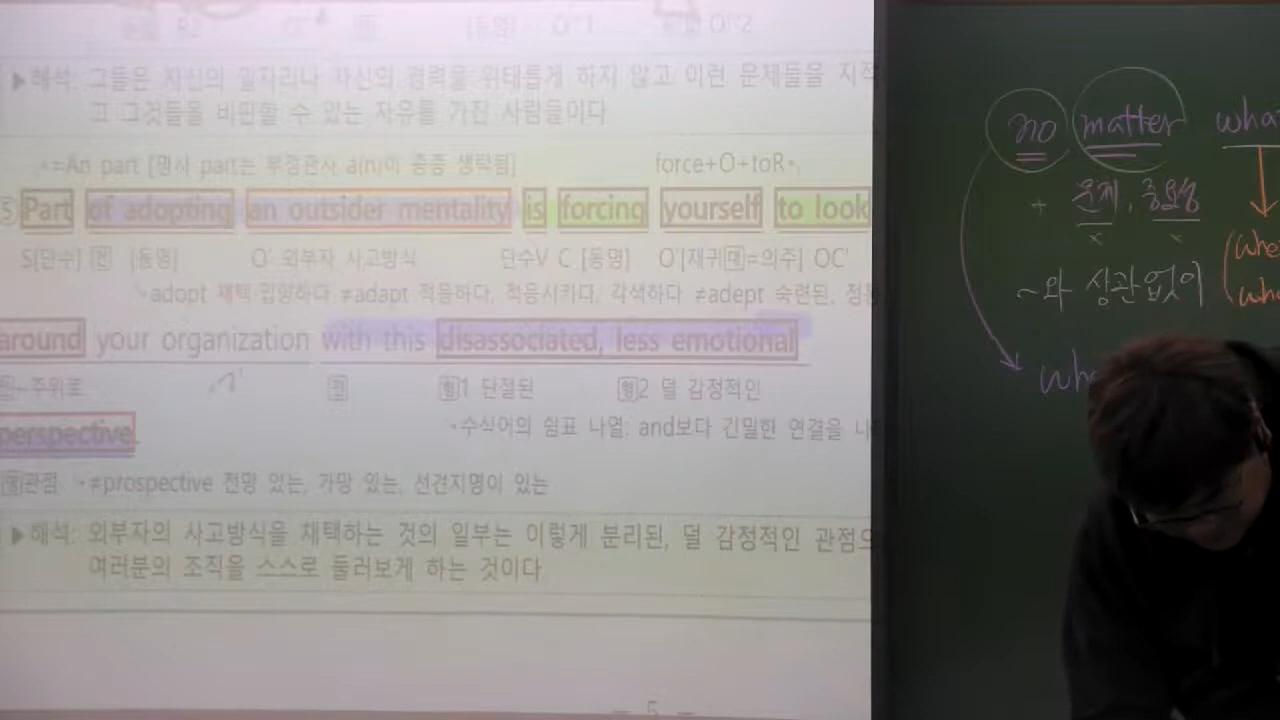 ▶해석: 그들은 자신의 일자리나 자신의 경력을 위태롭게 하지 않고 이런 문제들을 지적
고 그것들을 비판할 수 있는 자유를 가진 사람들이다
=An part [명사 part는 부정관사 a(n)이 종종 생략됨] force+O+toR
⑤ Part of adopting an outsider mentality is forcing yourself to look
S[단수] 전 [동명] O' 외부자 사고방식 단수V C [동명] O'[재귀대=의주] OC'
adopt 채택·입양하다 ≠adapt 적응하다, 적응시키다, 각색하다 ≠adept 숙련된,
around your organization with this disassociated, less emotional
~주위로 전 형1 단절된 형2 덜 감정적인
perspective.
수식어의 쉼표 나열: and보다 긴밀한 연결을
명관점 ≠prospective 전망 있는, 가망 있는, 선견지명이 있는
▶해석: 외부자의 사고방식을 채택하는 것의 일부는 이렇게 분리된, 덜 감정적인 관점으
여러분의 조직을 스스로 둘러보게 하는 것이다
– 5 –
no matter what
+ 문제, 중요성
x x
~와 상관없이